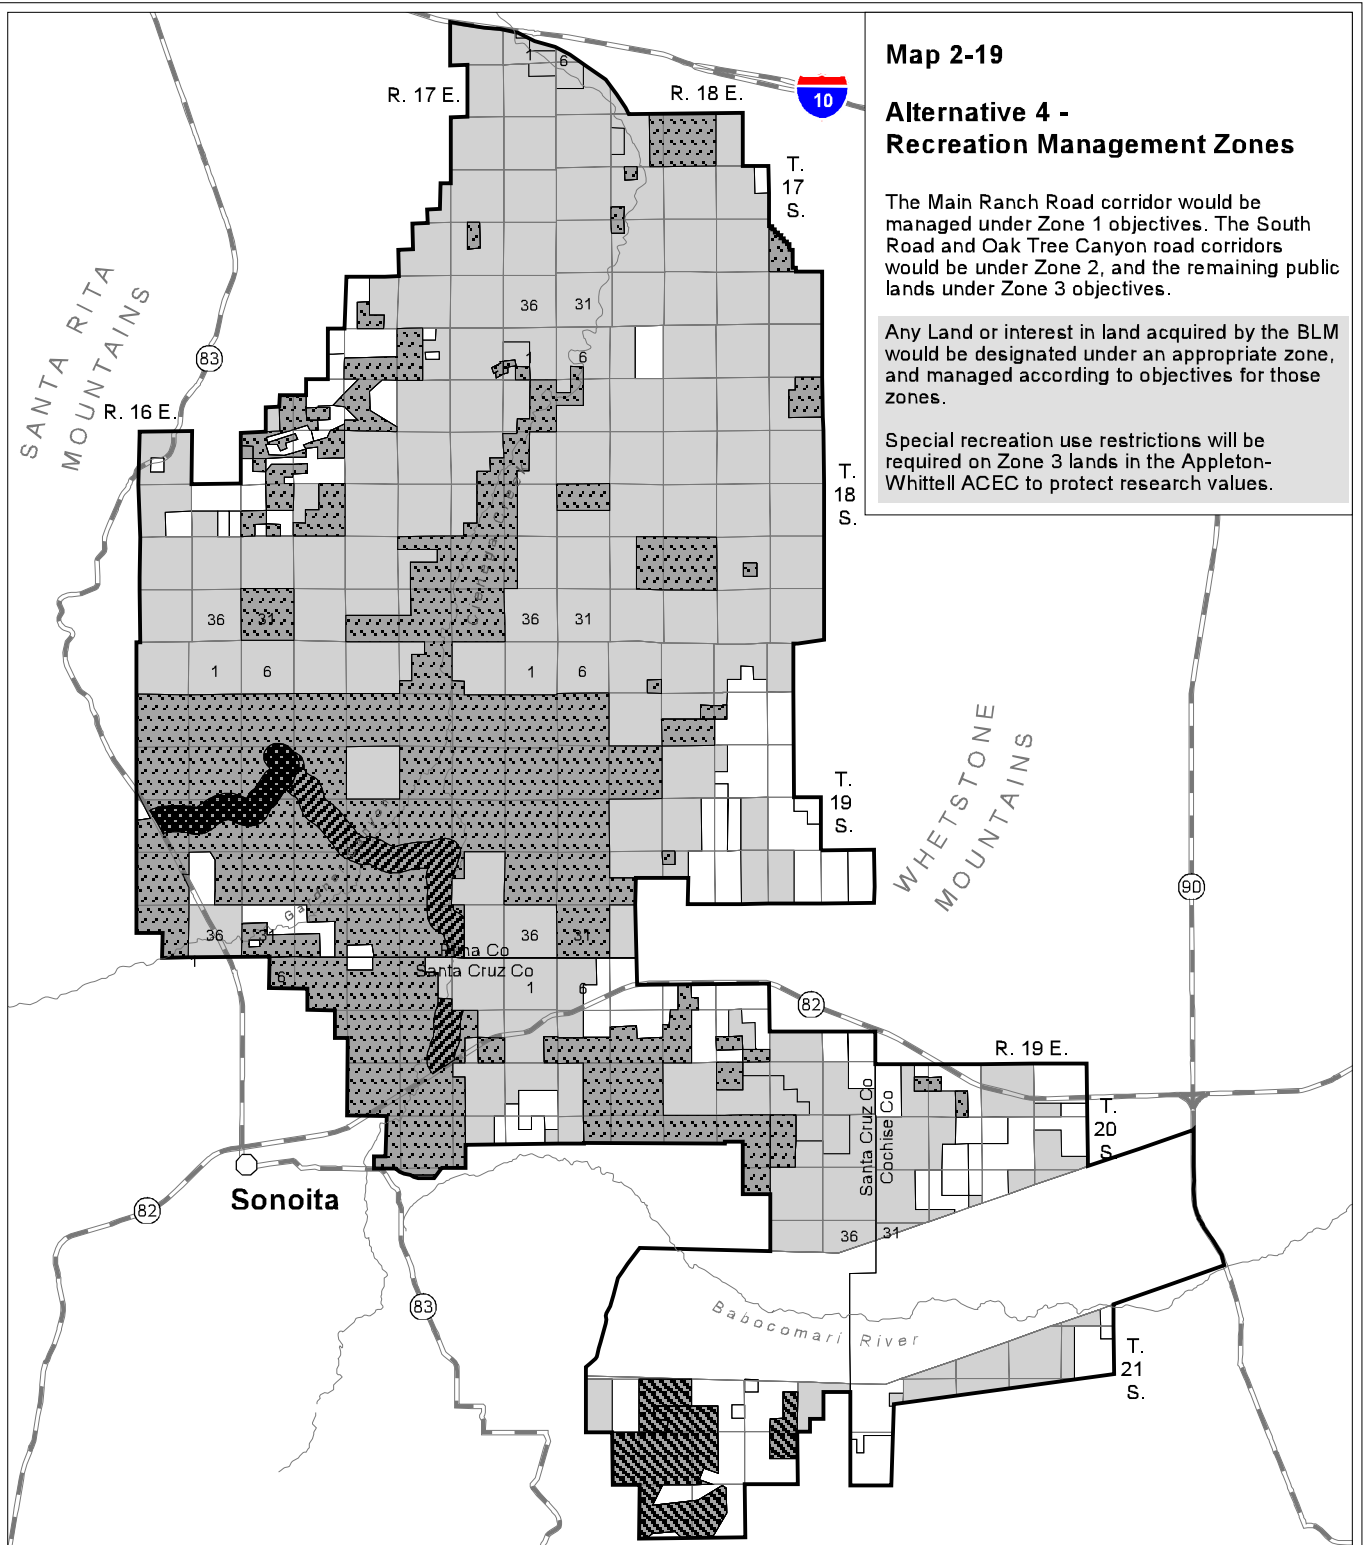 Map 2-19
Alternative 4 -
Recreation Management Zones
The Main Ranch Road corridor would be
managed under Zone 1 objectives. The South
Road and Oak Tree Canyon road corridors
would be under Zone 2, and the remaining public
lands under Zone 3 objectives.
Any Land or interest in land acquired by the BLM
would be designated under an appropriate zone,
and managed according to objectives for those
zones.
Special recreation use restrictions will be
required on Zone 3 lands in the Appleton-
Whittell ACEC to protect research values.
10
R. 17 E.
R. 18 E.
1
6
T.
17
S.
SANTA RITA
MOUNTAINS
83
36
31
1
6
R. 16 E.
T.
18
S.
Cienega Creek
36
31
36
31
1
6
1
6
WHETSTONE
MOUNTAINS
T.
19
S.
90
36
31
36
31
Pima Co
Santa Cruz Co
6
1
6
82
R. 19 E.
Santa Cruz Co
Cochise Co
T.
20
S.
Sonoita
82
36
31
83
Babocomari River
T.
21
S.